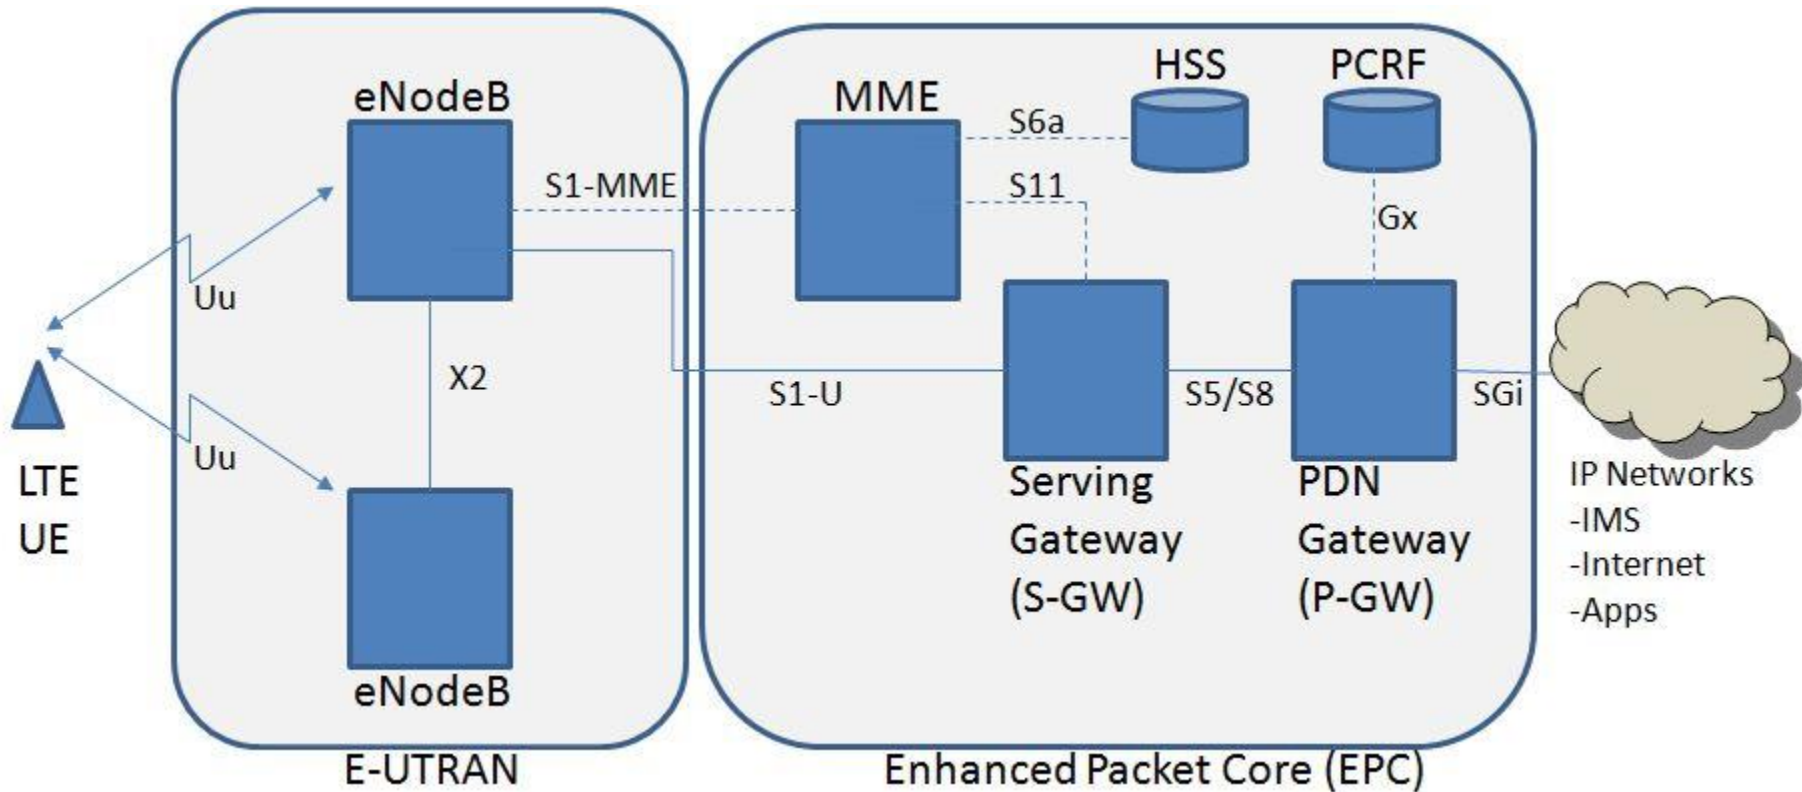 eNodeB
MME
HSS
PCRF
S6a
S1-MME
S11
Gx
Uu
X2
S1-U
S5/S8
SGi
Uu
LTE
UE
Serving
Gateway
(S-GW)
PDN
Gateway
(P-GW)
IP Networks
-IMS
-Internet
-Apps
eNodeB
E-UTRAN
Enhanced Packet Core (EPC)